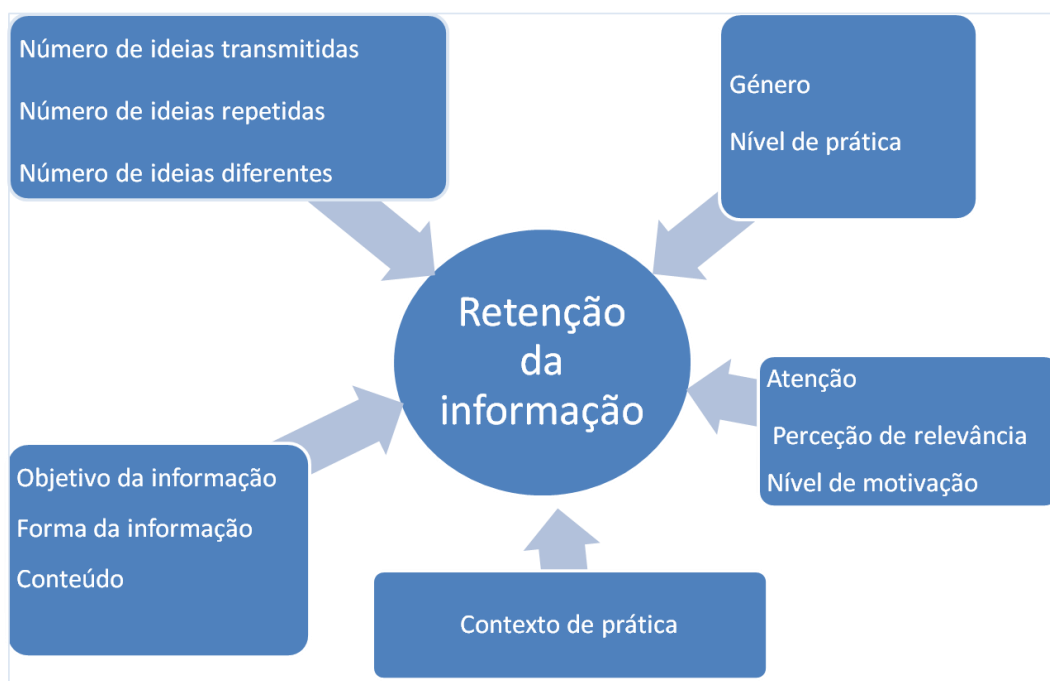 Número de ideias transmitidas
Número de ideias repetidas
Número de ideias diferentes
Género
Nível de prática
Retenção
da
informação
Atenção
Perceção de relevância
Nível de motivação
Objetivo da informação
Forma da informação
Conteúdo
Contexto de prática